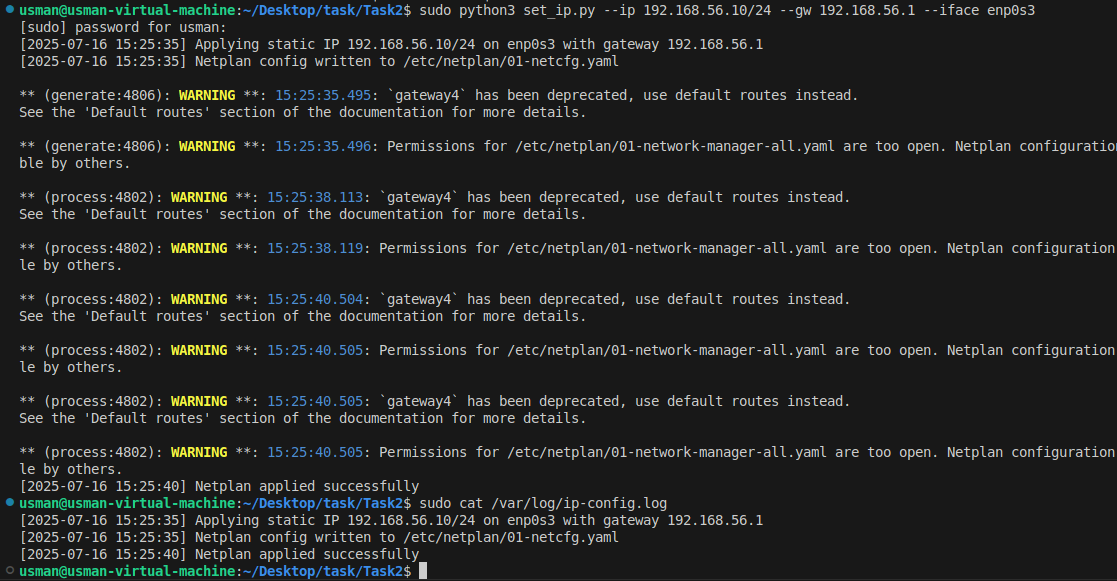 usman@usman-virtual-machine:~/Desktop/task/Task2$ sudo python3 set_ip.py --ip 192.168.56.10/24 --gw 192.168.56.1 --iface enp0s3
[sudo] password for usman:
[2025-07-16 15:25:35] Applying static IP 192.168.56.10/24 on enp0s3 with gateway 192.168.56.1
[2025-07-16 15:25:35] Netplan config written to /etc/netplan/01-netcfg.yaml
** (generate:4806): WARNING **: 15:25:35.495: `gateway4` has been deprecated, use default routes instead.
See the 'Default routes' section of the documentation for more details.
** (generate:4806): WARNING **: 15:25:35.496: Permissions for /etc/netplan/01-network-manager-all.yaml are too open. Netplan configuratio
ble by others.
** (process:4802): WARNING **: 15:25:38.113: `gateway4` has been deprecated, use default routes instead.
See the 'Default routes' section of the documentation for more details.
** (process:4802): WARNING **: 15:25:38.119: Permissions for /etc/netplan/01-network-manager-all.yaml are too open. Netplan configuration
le by others.
** (process:4802): WARNING **: 15:25:40.504: `gateway4` has been deprecated, use default routes instead.
See the 'Default routes' section of the documentation for more details.
** (process:4802): WARNING **: 15:25:40.505: Permissions for /etc/netplan/01-network-manager-all.yaml are too open. Netplan configuration
le by others.
** (process:4802): WARNING **: 15:25:40.505: `gateway4` has been deprecated, use default routes instead.
See the 'Default routes' section of the documentation for more details.
** (process:4802): WARNING **: 15:25:40.505: Permissions for /etc/netplan/01-network-manager-all.yaml are too open. Netplan configuration
le by others.
[2025-07-16 15:25:40] Netplan applied successfully
usman@usman-virtual-machine:~/Desktop/task/Task2$ sudo cat /var/log/ip-config.log
[2025-07-16 15:25:35] Applying static IP 192.168.56.10/24 on enp0s3 with gateway 192.168.56.1
[2025-07-16 15:25:35] Netplan config written to /etc/netplan/01-netcfg.yaml
[2025-07-16 15:25:40] Netplan applied successfully
usman@usman-virtual-machine:~/Desktop/task/Task2$